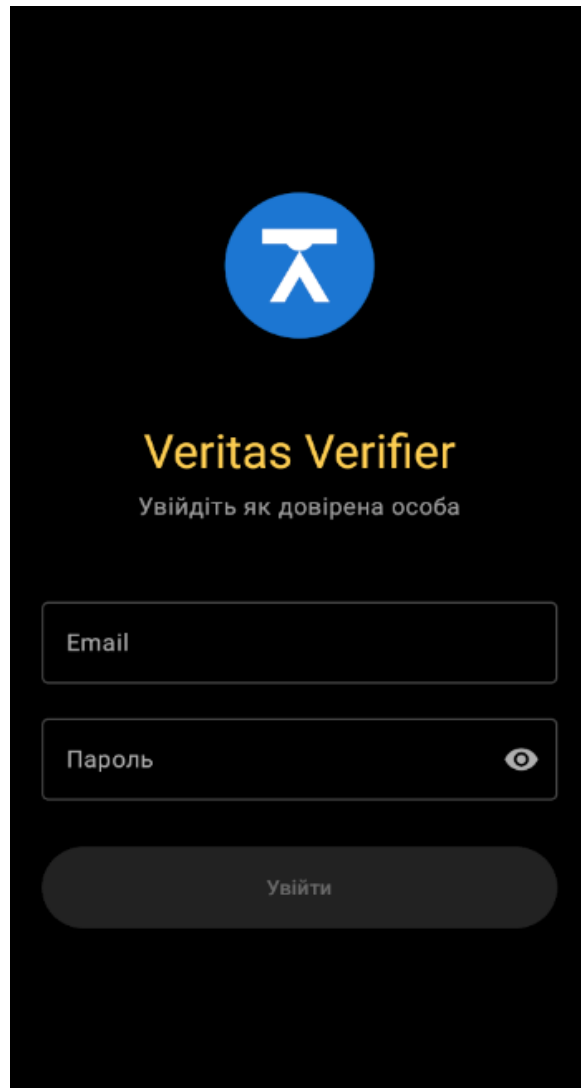 Veritas Verifier
Увійдіть як довірена особа
Email
Пароль
Увійти